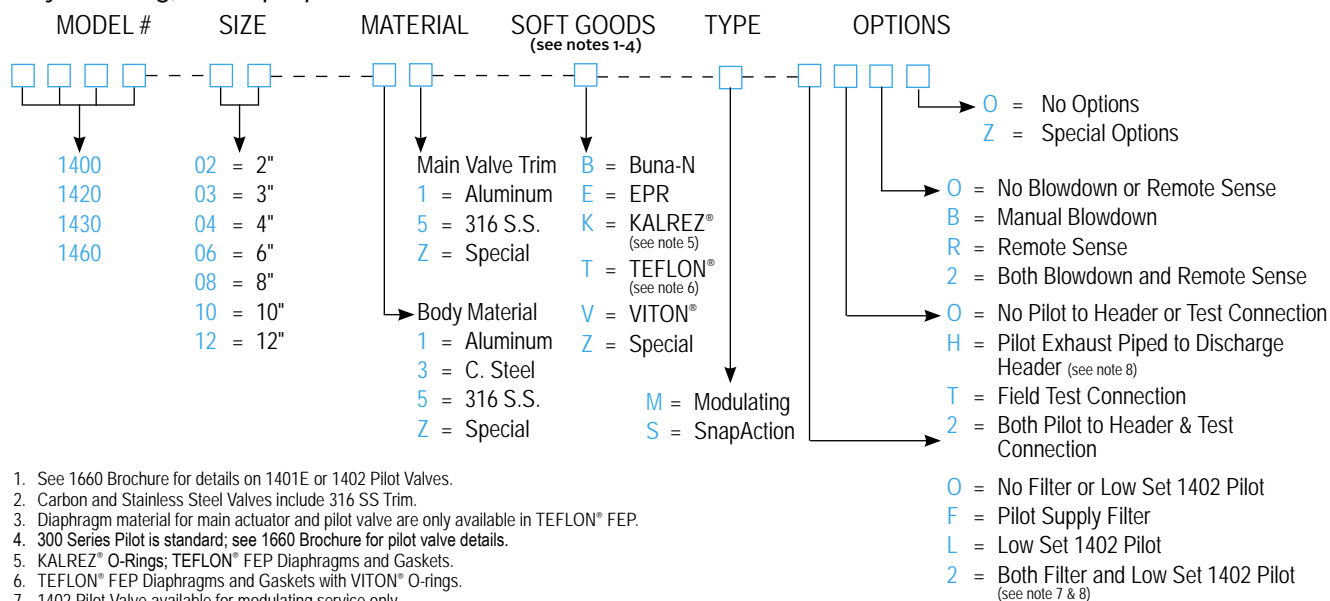 MODEL # SIZE MATERIAL SOFT GOODS TYPE OPTIONS
(see notes 1-4)
1400
1420
1430
1460
02 = 2"
03 = 3"
04 = 4"
06 = 6"
08 = 8"
10 = 10"
12 = 12"
Main Valve Trim
1 = Aluminum
5 = 316 S.S.
Z = Special
Body Material
1 = Aluminum
3 = C. Steel
5 = 316 S.S.
Z = Special
B = Buna-N
E = EPR
K = KALREZ®
(see note 5)
T = TEFLON®
(see note 6)
V = VITON®
Z = Special
M = Modulating
S = SnapAction
O = No Options
Z = Special Options
O = No Blowdown or Remote Sense
B = Manual Blowdown
R = Remote Sense
2 = Both Blowdown and Remote Sense
O = No Pilot to Header or Test Connection
H = Pilot Exhaust Piped to Discharge
Header (see note 8)
T = Field Test Connection
2 = Both Pilot to Header & Test
Connection
O = No Filter or Low Set 1402 Pilot
F = Pilot Supply Filter
L = Low Set 1402 Pilot
2 = Both Filter and Low Set 1402 Pilot
(see note 7 & 8)
1. See 1660 Brochure for details on 1401E or 1402 Pilot Valves.
2. Carbon and Stainless Steel Valves include 316 SS Trim.
3. Diaphragm material for main actuator and pilot valve are only available in TEFLON® FEP.
4. 300 Series Pilot is standard; see 1660 Brochure for pilot valve details.
5. KALREZ® O-Rings; TEFLON® FEP Diaphragms and Gaskets.
6. TEFLON® FEP Diaphragms and Gaskets with VITON® O-rings.
7. 1402 Pilot Valve available for modulating service only.